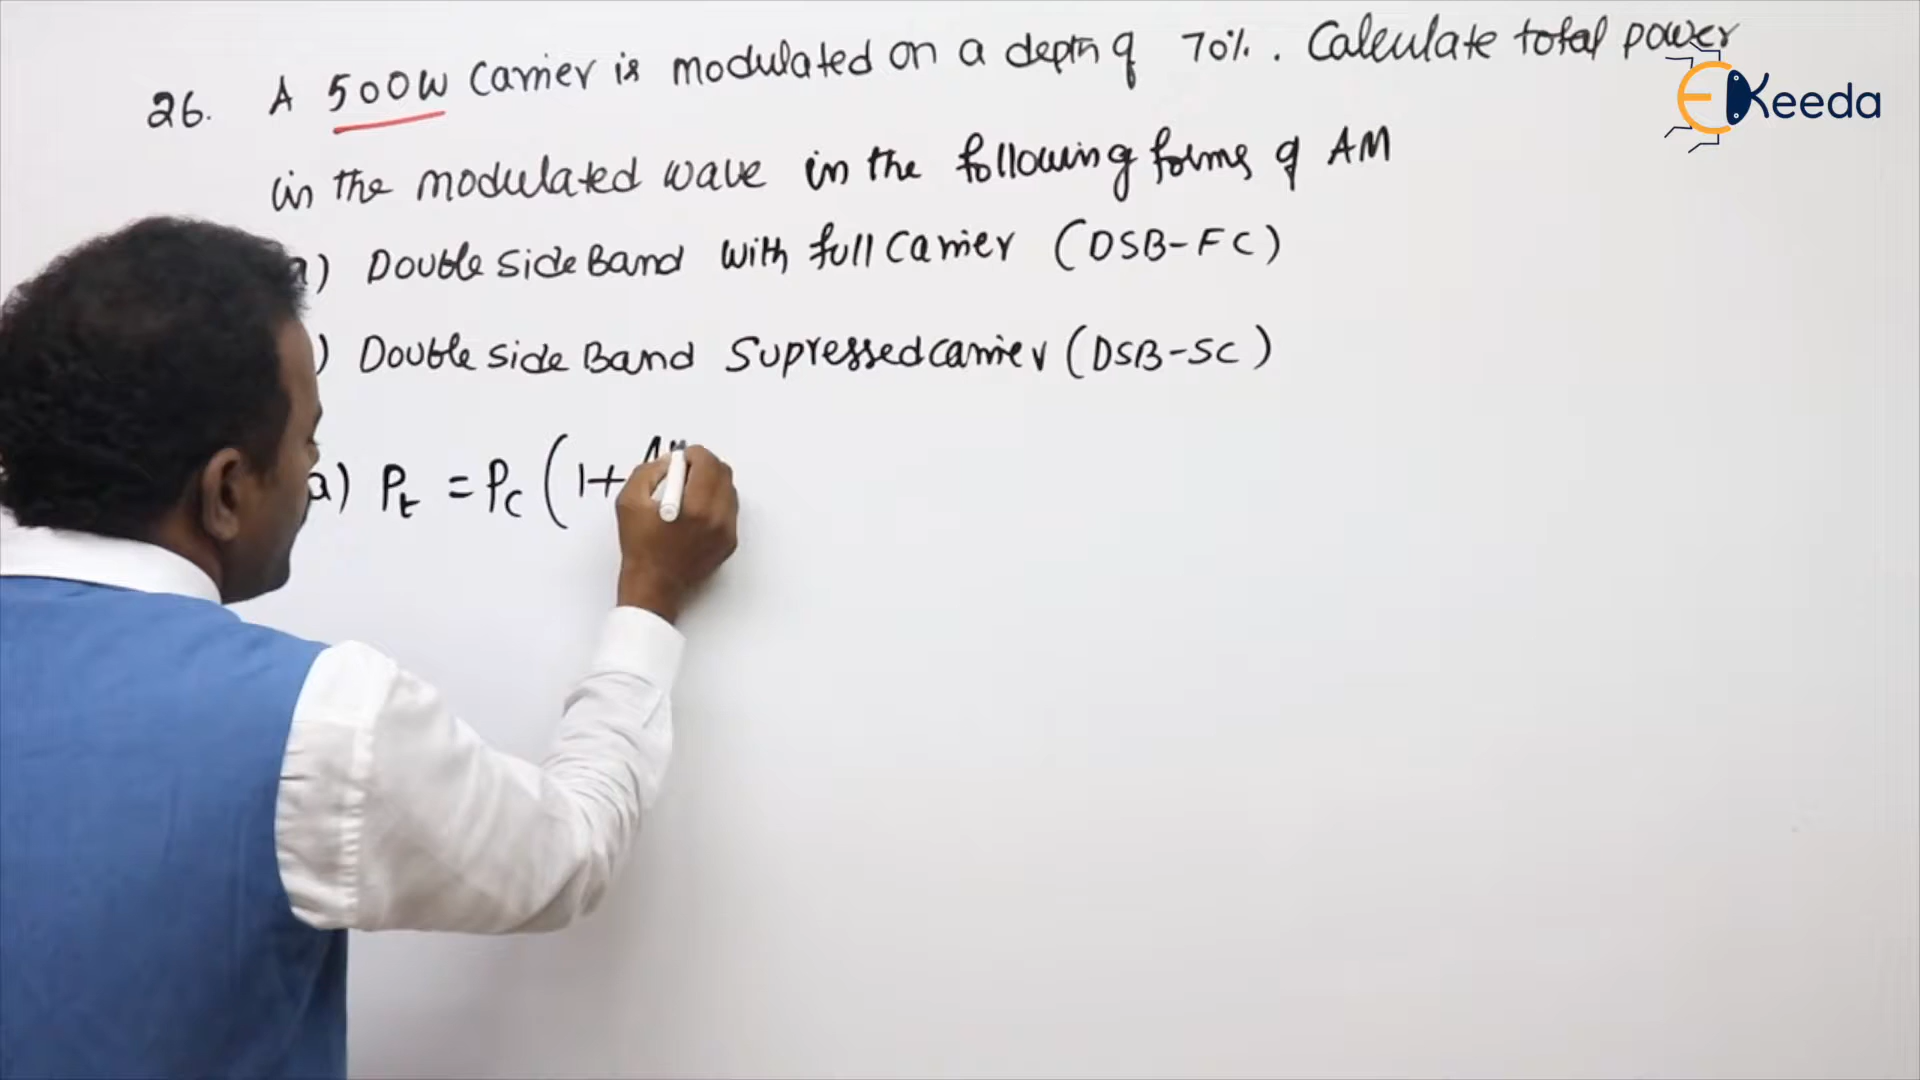 26. A 500W Carrier is modulated on a depth of 70%. Calculate total power
in the modulated wave in the following forms of AM
a) Double side Band with full Carrier (DSB-FC)
) Double side Band Supressed carrier (DSB-SC)
a) Pt = Pc (1+
EKeeda